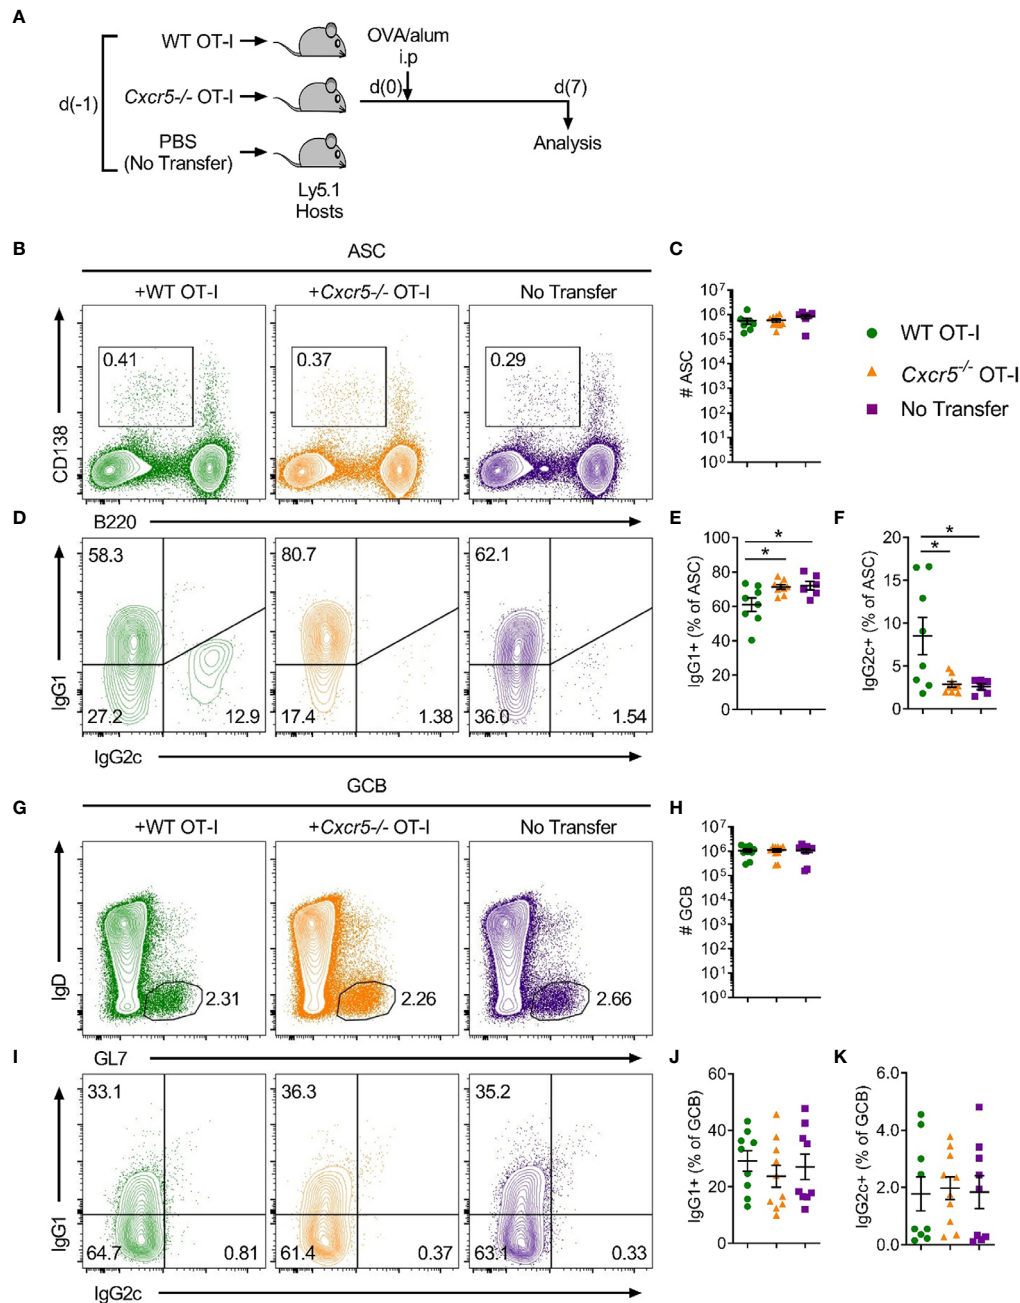 A
WT OT-I
Cxcr5-/- OT-I
PBS
(No Transfer)
d(-1)
Ly5.1
Hosts
OVA/alum
i.p
d(0)
d(7)
Analysis
B
ASC
+WT OT-I
+Cxcr5-/- OT-I
No Transfer
0.41
0.37
0.29
CD138
B220
C
10⁷
10⁶
10⁵
10⁴
10³
10²
10¹
10⁰
# ASC
WT OT-I
Cxcr5⁻/⁻ OT-I
No Transfer
D
58.3
27.2
12.9
80.7
17.4
1.38
62.1
36.0
1.54
IgG1
IgG2c
E
100
80
60
40
20
0
IgG1+ (% of ASC)
*
*
F
20
15
10
5
0
IgG2c+ (% of ASC)
*
*
G
GCB
+WT OT-I
+Cxcr5-/- OT-I
No Transfer
2.31
2.26
2.66
IgD
GL7
H
10⁷
10⁶
10⁵
10⁴
10³
10²
10¹
10⁰
# GCB
I
33.1
64.7
0.81
36.3
61.4
0.37
35.2
63.1
0.33
IgG1
IgG2c
J
60
40
20
0
IgG1+ (% of GCB)
K
6.0
4.0
2.0
0.0
IgG2c+ (% of GCB)